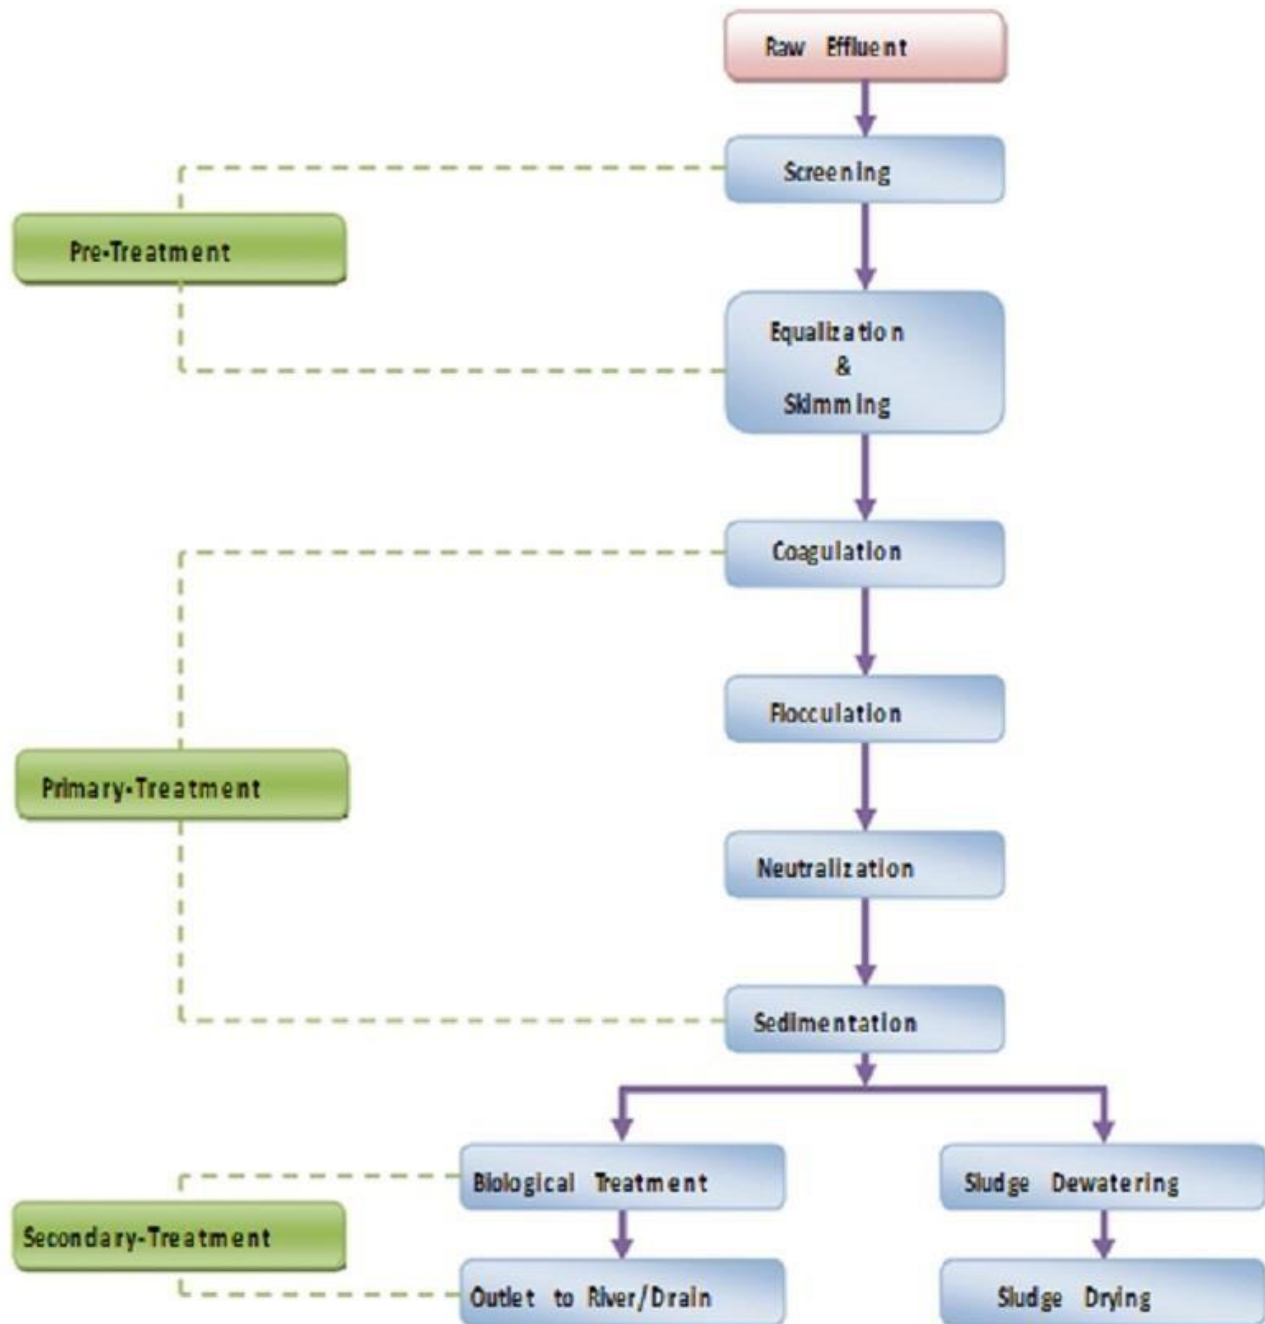 Raw Effluent
Screening
Pre-Treatment
Equalization
&
Skimming
Coagulation
Flocculation
Primary-Treatment
Neutralization
Sedimentation
Biological Treatment
Sludge Dewatering
Secondary-Treatment
Outlet to River/Drain
Sludge Drying